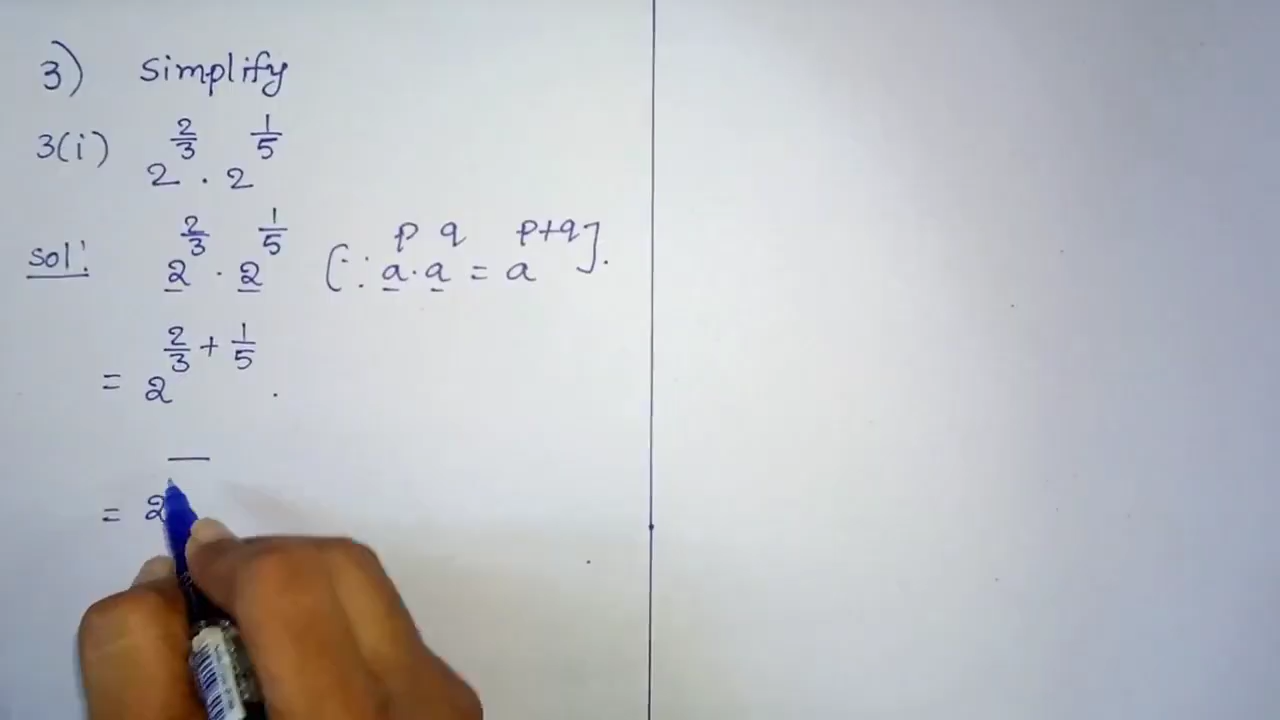 3) Simplify
3(i) 2^{2/3} . 2^{1/5}
sol: 2^{2/3} . 2^{1/5} [∵ a^p . a^q = a^{p+q}].
= 2^{2/3 + 1/5} .
= 2